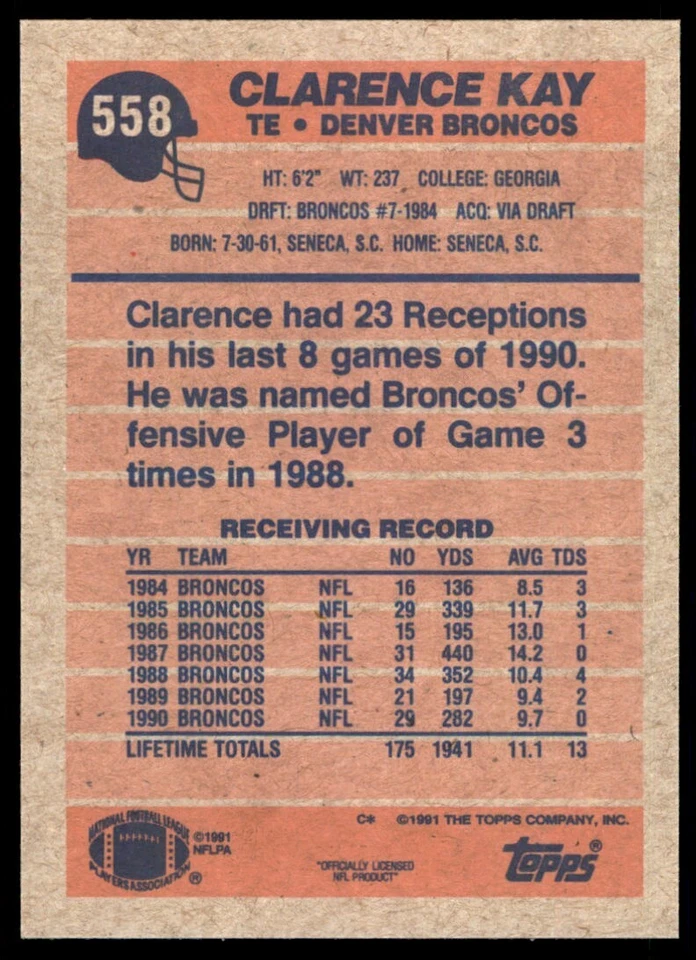 558
CLARENCE KAY
TE • DENVER BRONCOS
HT: 6'2" WT: 237 COLLEGE: GEORGIA
DRFT: BRONCOS #7-1984 ACQ: VIA DRAFT
BORN: 7-30-61, SENECA, S.C. HOME: SENECA, S.C.
Clarence had 23 Receptions
in his last 8 games of 1990.
He was named Broncos' Of-
fensive Player of Game 3
times in 1988.
RECEIVING RECORD
YR TEAM NO YDS AVG TDS
1984 BRONCOS NFL 16 136 8.5 3
1985 BRONCOS NFL 29 339 11.7 3
1986 BRONCOS NFL 15 195 13.0 1
1987 BRONCOS NFL 31 440 14.2 0
1988 BRONCOS NFL 34 352 10.4 4
1989 BRONCOS NFL 21 197 9.4 2
1990 BRONCOS NFL 29 282 9.7 0
LIFETIME TOTALS 175 1941 11.1 13
C* ©1991 THE TOPPS COMPANY, INC.
NATIONAL FOOTBALL LEAGUE
PLAYERS ASSOCIATION ®
©1991
NFLPA
"OFFICIALLY LICENSED
NFL PRODUCT"
topps®